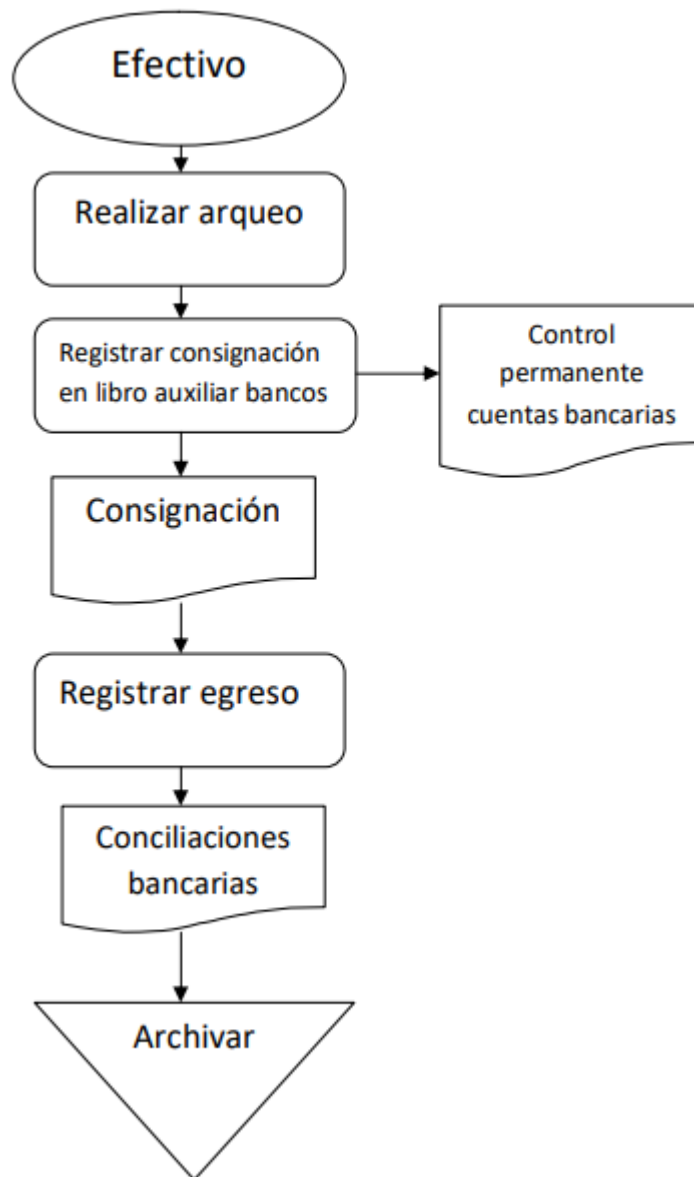 Efectivo
Realizar arqueo
Registrar consignación
en libro auxiliar bancos
Control
permanente
cuentas bancarias
Consignación
Registrar egreso
Conciliaciones
bancarias
Archivar